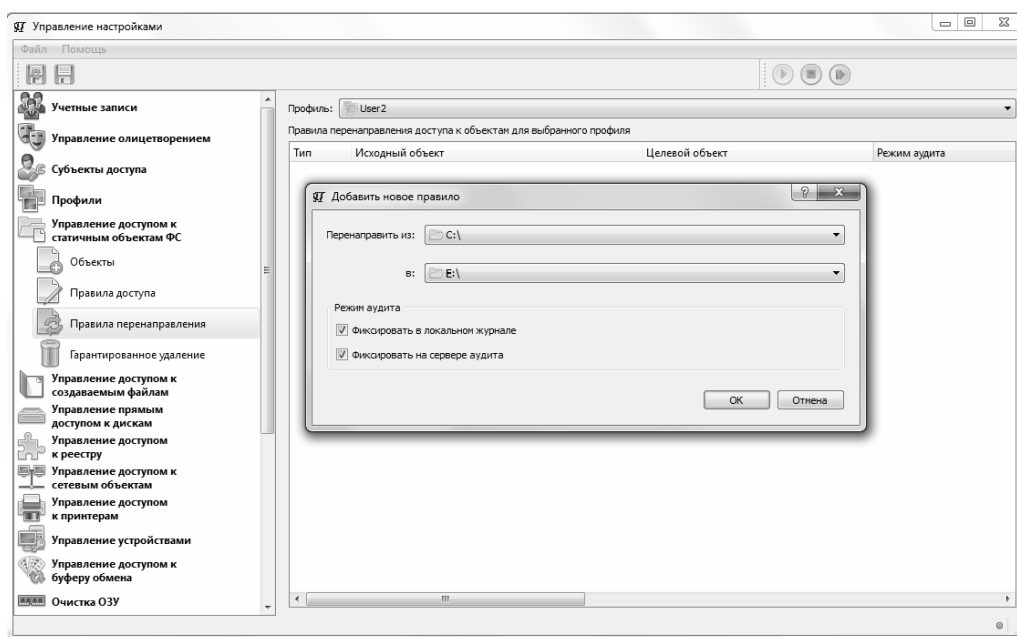 Управление настройками
Файл Помощь
Учетные записи
Управление олицетворением
Субъекты доступа
Профили
Управление доступом к
статичным объектам ФС
Объекты
Правила доступа
Правила перенаправления
Гарантированное удаление
Управление доступом к
создаваемым файлам
Управление прямым
доступом к дискам
Управление доступом
к реестру
Управление доступом к
сетевым объектам
Управление доступом
к принтерам
Управление устройствами
Управление доступом к
буферу обмена
Очистка ОЗУ
Профиль: User2
Правила перенаправления доступа к объектам для выбранного профиля
Тип Исходный объект Целевой объект Режим аудита
Добавить новое правило
Перенаправить из: C:\
в: E:\
Режим аудита
Фиксировать в локальном журнале
Фиксировать на сервере аудита
OK Отмена